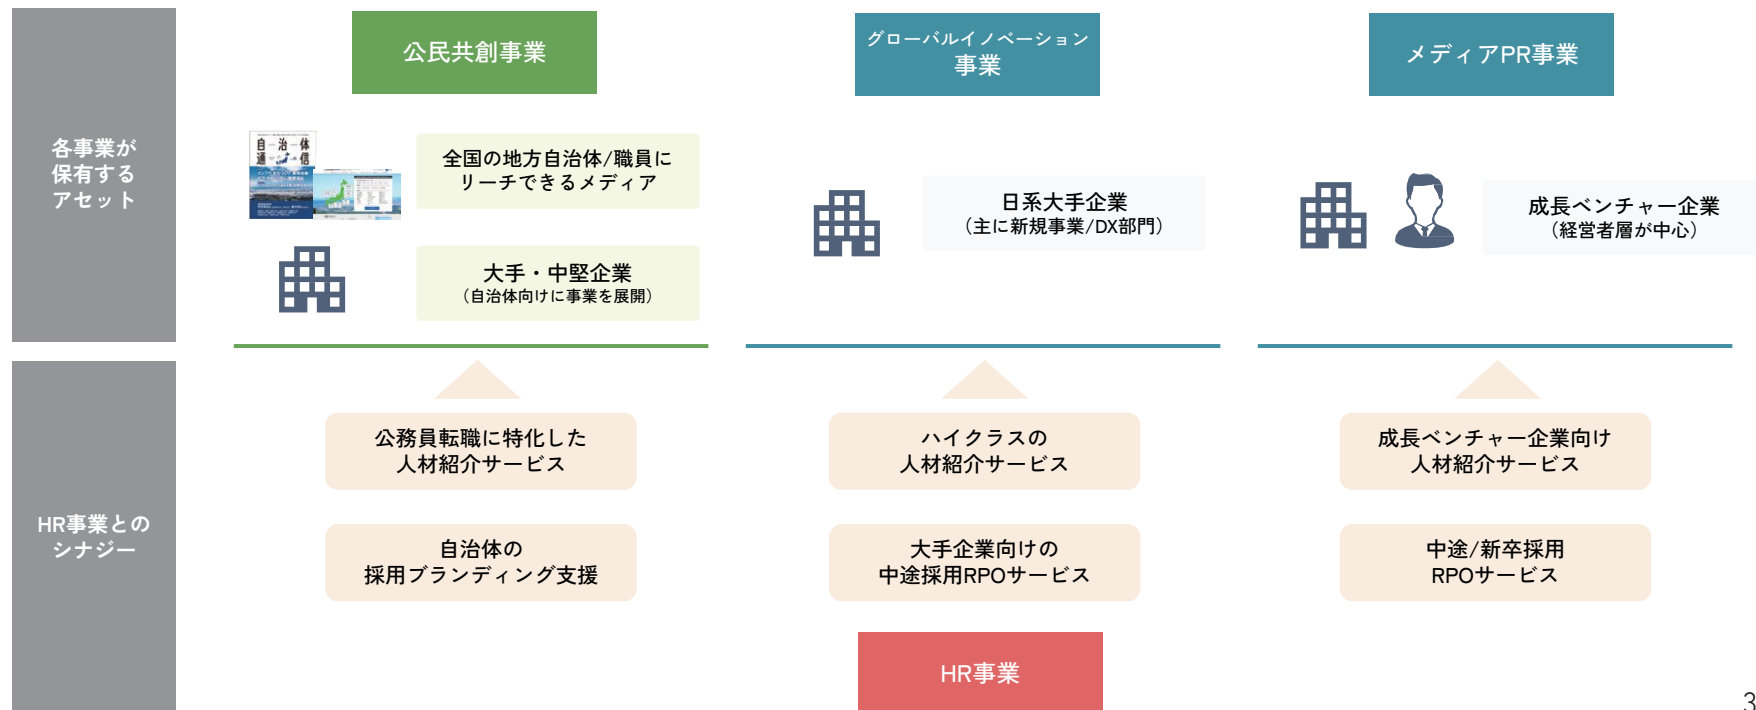 公民共創事業
グローバルイノベーション
事業
メディアPR事業
各事業が
保有する
アセット
自治体
通信
全国の地方自治体/職員に
リーチできるメディア
大手・中堅企業
（自治体向けに事業を展開）
日系大手企業
（主に新規事業/DX部門）
成長ベンチャー企業
（経営者層が中心）
HR事業との
シナジー
公務員転職に特化した
人材紹介サービス
自治体の
採用ブランディング支援
ハイクラスの
人材紹介サービス
大手企業向けの
中途採用RPOサービス
成長ベンチャー企業向け
人材紹介サービス
中途/新卒採用
RPOサービス
HR事業
3